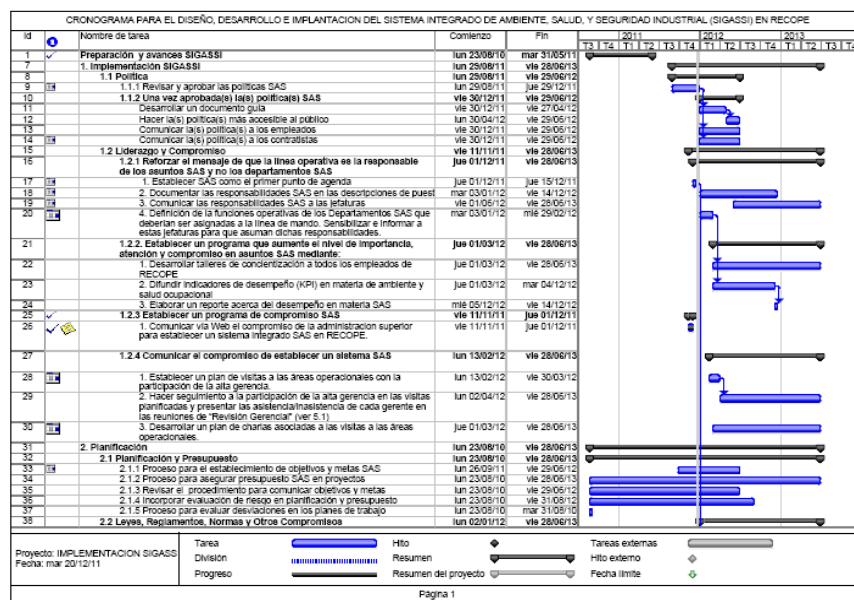 CRONOGRAMA PARA EL DISEÑO, DESARROLLO E IMPLANTACION DEL SISTEMA INTEGRADO DE AMBIENTE, SALUD, Y SEGURIDAD INDUSTRIAL (SIGASSI) EN RECOPE
Id Nombre de tarea Comienzo Fin 2011 2012 2013
T3 T4 T1 T2 T3 T4 T1 T2 T3 T4 T1 T2 T3 T4
1 Preparación y avances SIGASSI lun 23/08/10 mar 31/05/11
7 1. Implementación SIGASSI lun 29/08/11 vie 28/06/13
8 1.1 Política lun 29/08/11 vie 29/06/12
9 1.1.1 Revisar y aprobar las políticas SAS lun 29/08/11 jue 29/12/11
10 1.1.2 Una vez aprobada(s) la(s) política(s) SAS vie 30/12/11 vie 29/06/12
11 Desarrollar un documento guía vie 30/12/11 vie 27/04/12
12 Hacer la(s) política(s) más accesible al público lun 30/04/12 vie 29/06/12
13 Comunicar la(s) política(s) a los empleados vie 30/12/11 vie 29/06/12
14 Comunicar la(s) política(s) a los contratistas vie 30/12/11 vie 29/06/12
15 1.2 Liderazgo y Compromiso vie 11/11/11 vie 28/06/13
16 1.2.1 Reforzar el mensaje de que la línea operativa es la responsable jue 01/12/11 vie 28/06/13
de los asuntos SAS y no los departamentos SAS
17 1. Establecer SAS como el primer punto de agenda jue 01/12/11 jue 15/12/11
18 2. Documentar las responsabilidades SAS en las descripciones de puest mar 03/01/12 vie 14/12/12
19 3. Comunicar las responsabilidades SAS a las jefaturas vie 01/06/12 vie 28/06/13
20 4. Definición de la funciones operativas de los Departamentos SAS que mar 03/01/12 mié 29/02/12
deberían ser asignadas a la línea de mando. Sensibilizar e informar a
estas jefaturas para que asuman dichas responsabilidades.
21 1.2.2. Establecer un programa que aumente el nivel de importancia, jue 01/03/12 vie 28/06/13
atención y compromiso en asuntos SAS mediante:
22 1. Desarrollar talleres de concientización a todos los empleados de jue 01/03/12 vie 28/06/13
RECOPE
23 2. Difundir indicadores de desempeño (KPI) en materia de ambiente y jue 01/03/12 mar 04/12/12
salud ocupacional
24 3. Elaborar un reporte acerca del desempeño en materia SAS mié 05/12/12 vie 14/12/12
25 1.2.3 Establecer un programa de compromiso SAS vie 11/11/11 jue 01/12/11
26 1. Comunicar vía Web el compromiso de la administracion superior vie 11/11/11 jue 01/12/11
para establecer un sistema integrado SAS en RECOPE.
27 1.2.4 Comunicar el compromiso de establecer un sistema SAS lun 13/02/12 vie 28/06/13
28 1. Establecer un plan de visitas a las áreas operacionales con la lun 13/02/12 vie 30/03/12
participación de la alta gerencia.
29 2. Hacer seguimiento a la participación de la alta gerencia en las visitas lun 02/04/12 vie 28/06/13
planificadas y presentar las asistencia/inasistencia de cada gerente en
las reuniones de "Revisión Gerencial" (ver 5.1)
30 3. Desarrollar un plan de charlas asociadas a las visitas a las áreas jue 01/03/12 vie 28/06/13
operacionales.
31 2. Planificación lun 23/08/10 vie 28/06/13
32 2.1 Planificación y Presupuesto lun 23/08/10 vie 28/06/13
33 2.1.1 Proceso para el establecimiento de objetivos y metas SAS lun 26/09/11 vie 29/06/12
34 2.1.2 Proceso para asegurar presupuesto SAS en proyectos lun 23/08/10 vie 28/06/13
35 2.1.3 Revisar el procedimiento para comunicar objetivos y metas lun 23/08/10 vie 29/06/12
36 2.1.4 Incorporar evaluación de riesgo en planificación y presupuesto lun 23/08/10 vie 31/08/12
37 2.1.5 Proceso para evaluar desviaciones en los planes de trabajo lun 23/08/10 mar 31/08/10
38 2.2 Leyes, Reglamentos, Normas y Otros Compromisos lun 02/01/12 vie 28/06/13
Proyecto: IMPLEMENTACION SIGASS
Fecha: mar 20/12/11
Tarea Hito Tareas externas
División Resumen Hito externo
Progreso Resumen del proyecto Fecha límite
Página 1